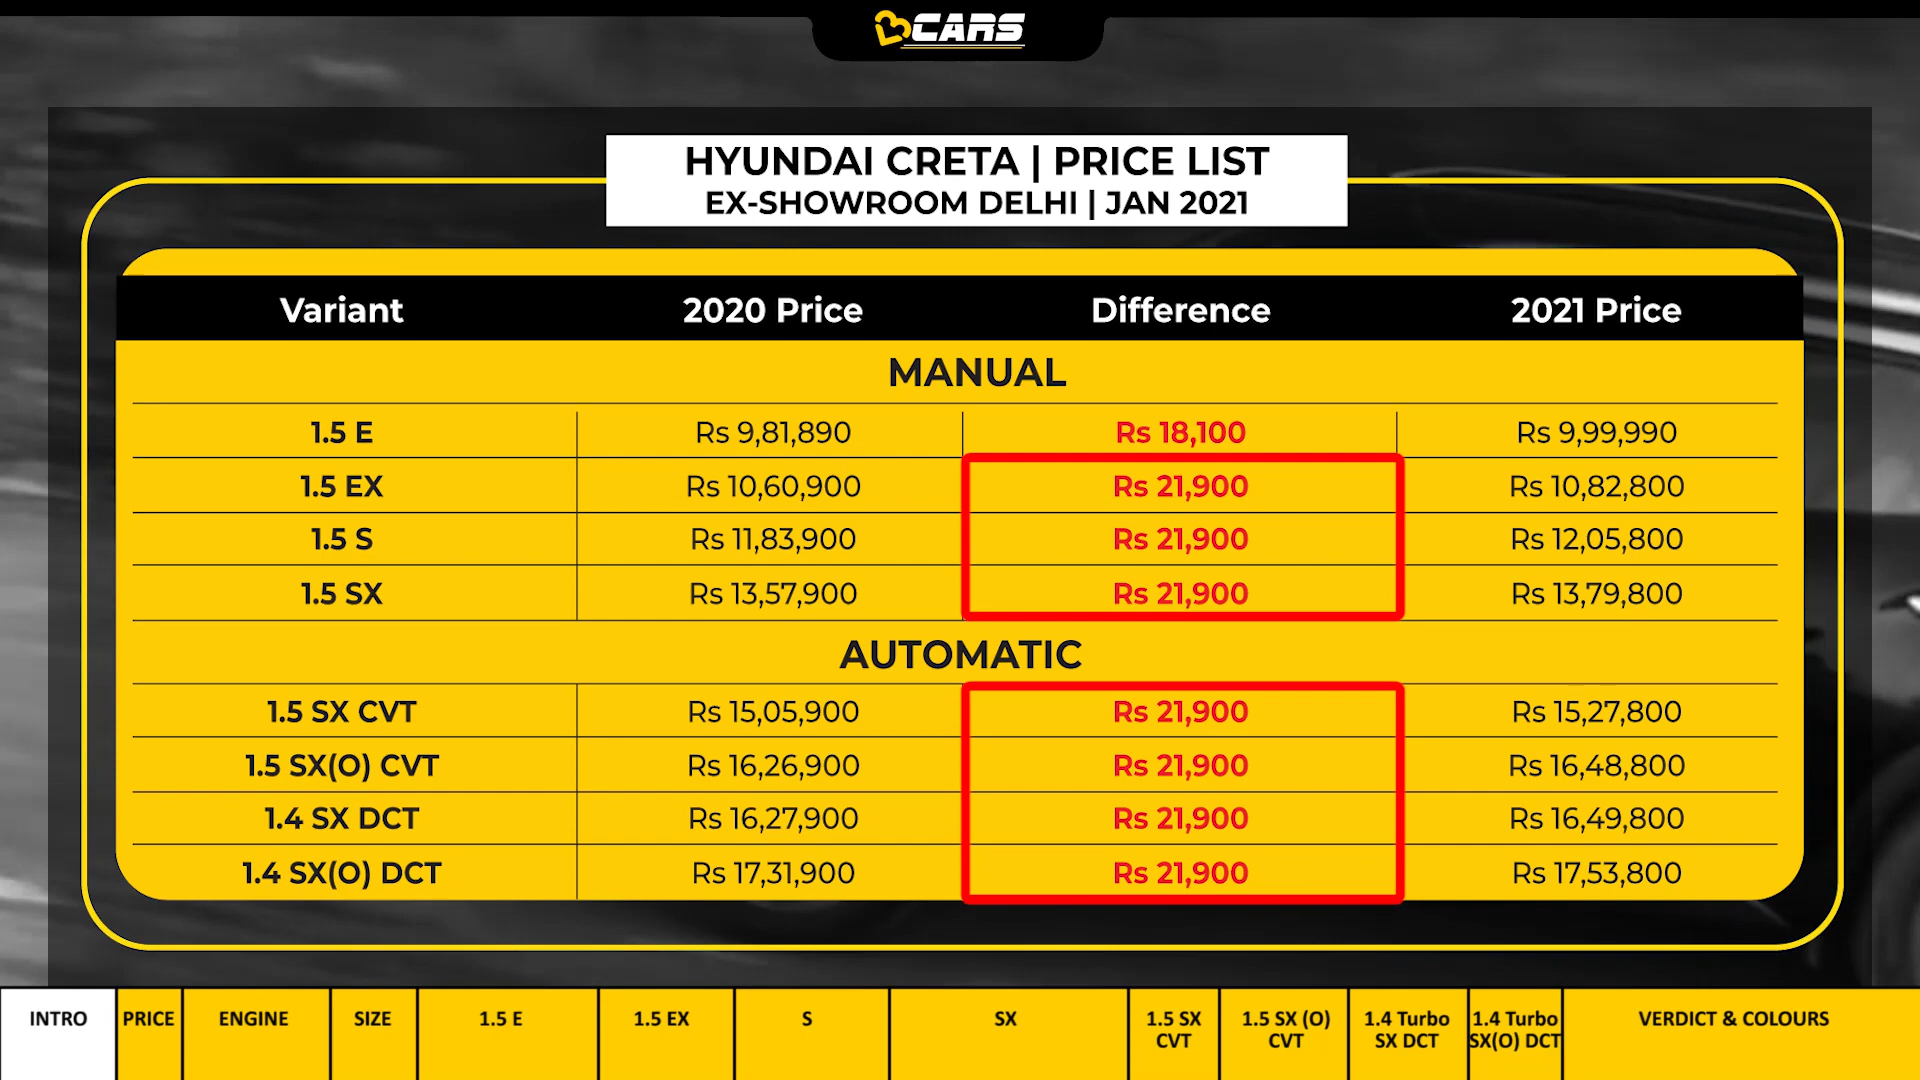 CARS
HYUNDAI CRETA | PRICE LIST
EX-SHOWROOM DELHI | JAN 2021
Variant 2020 Price Difference 2021 Price
MANUAL
1.5 E Rs 9,81,890 Rs 18,100 Rs 9,99,990
1.5 EX Rs 10,60,900 Rs 21,900 Rs 10,82,800
1.5 S Rs 11,83,900 Rs 21,900 Rs 12,05,800
1.5 SX Rs 13,57,900 Rs 21,900 Rs 13,79,800
AUTOMATIC
1.5 SX CVT Rs 15,05,900 Rs 21,900 Rs 15,27,800
1.5 SX(O) CVT Rs 16,26,900 Rs 21,900 Rs 16,48,800
1.4 SX DCT Rs 16,27,900 Rs 21,900 Rs 16,49,800
1.4 SX(O) DCT Rs 17,31,900 Rs 21,900 Rs 17,53,800
INTRO PRICE ENGINE SIZE 1.5 E 1.5 EX S SX 1.5 SX 1.5 SX (O) 1.4 Turbo 1.4 Turbo VERDICT & COLOURS
CVT CVT SX DCT SX(O) DCT